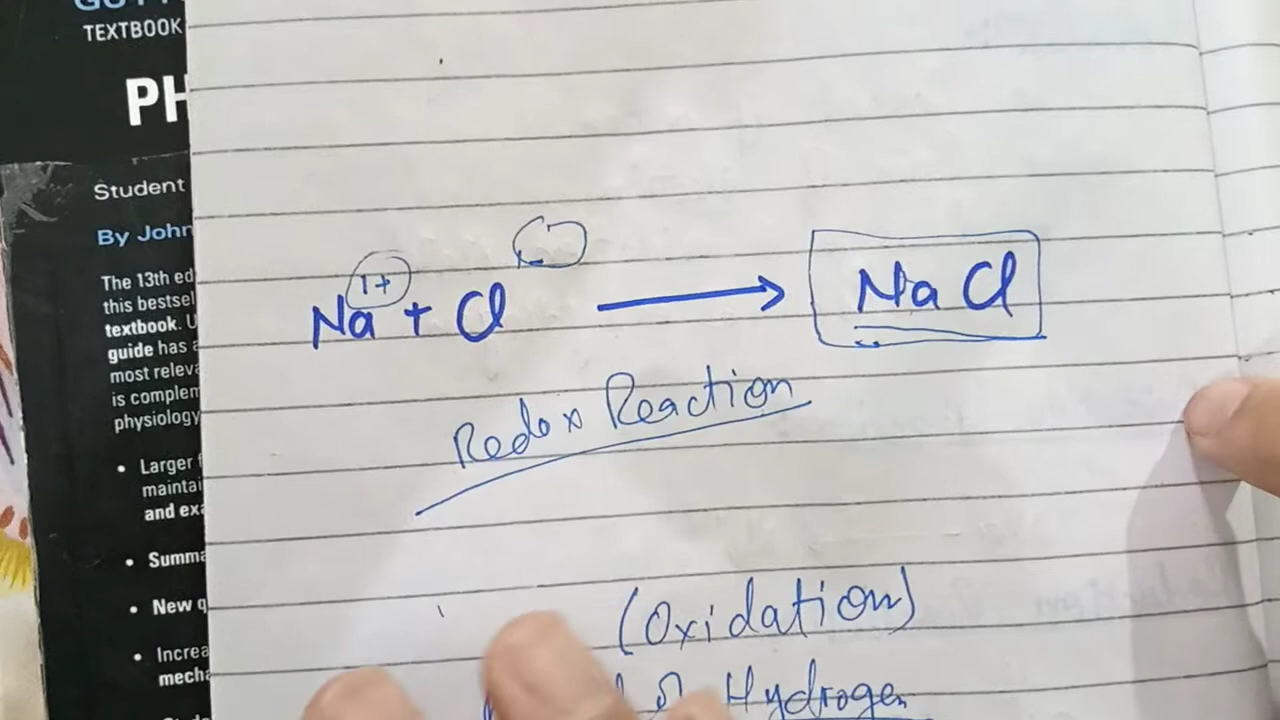 TEXTBOOK
PH
Student
By John
The 13th ed
this bestsel
textbook. U
guide has
most releva
is complem
physiology
• Larger
maintai
and ex
• Summa
• New q
• Increa
mecha
Na 1+ + Cl → NaCl
Redox Reaction
(Oxidation)
Hydrogen